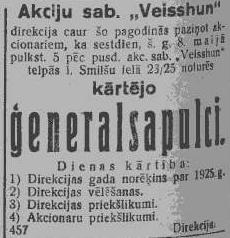 Akciju sab. „Veisshun"
direkcija caur šo pagodinās paziņot ak-
cionariem, ka sestdien, š. g. 8. maijā
pulkst. 5 pēc pusd. akc. sab. „Veisshun"
telpās l. Smilšu ielā 23/25 noturēs
kārtējo
ģeneralsapulci.
Dienas kārtiba:
1) Direkcijas gada norēķins par 1925.g.
2) Direkcijas vēlēšanas.
3) Direkcijas priekšlikumi.
4) Akcionaru priekšlikumi.
457 Direkcija.